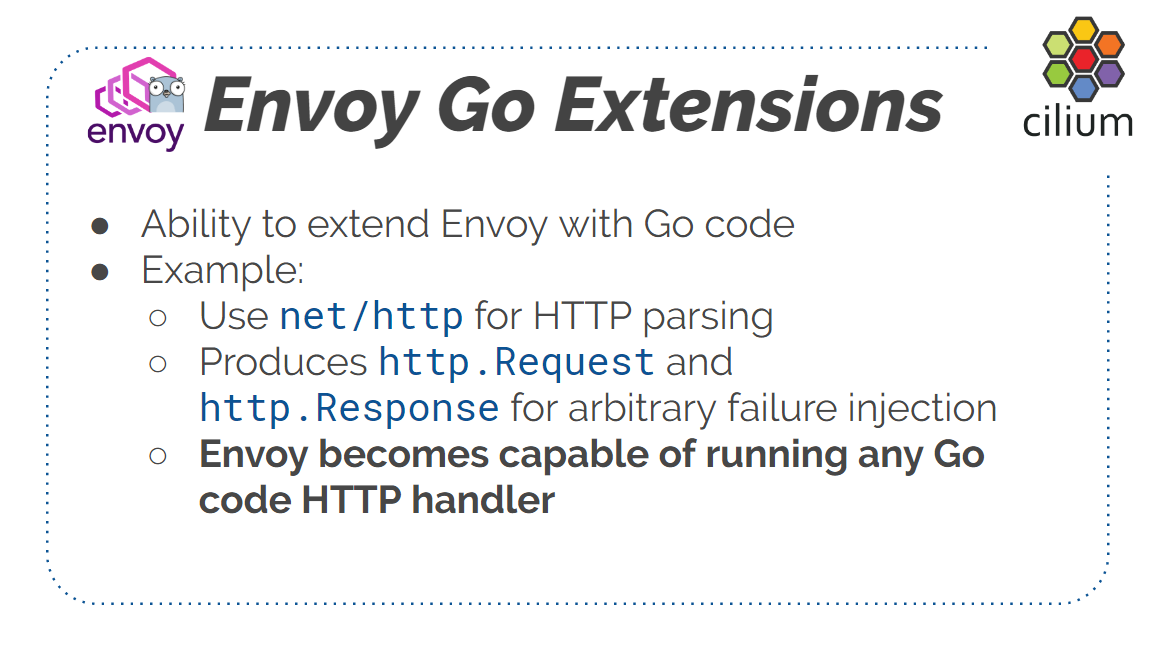 envoy
Envoy Go Extensions
cilium
● Ability to extend Envoy with Go code
● Example:
○ Use net/http for HTTP parsing
○ Produces http.Request and
http.Response for arbitrary failure injection
○ Envoy becomes capable of running any Go
code HTTP handler